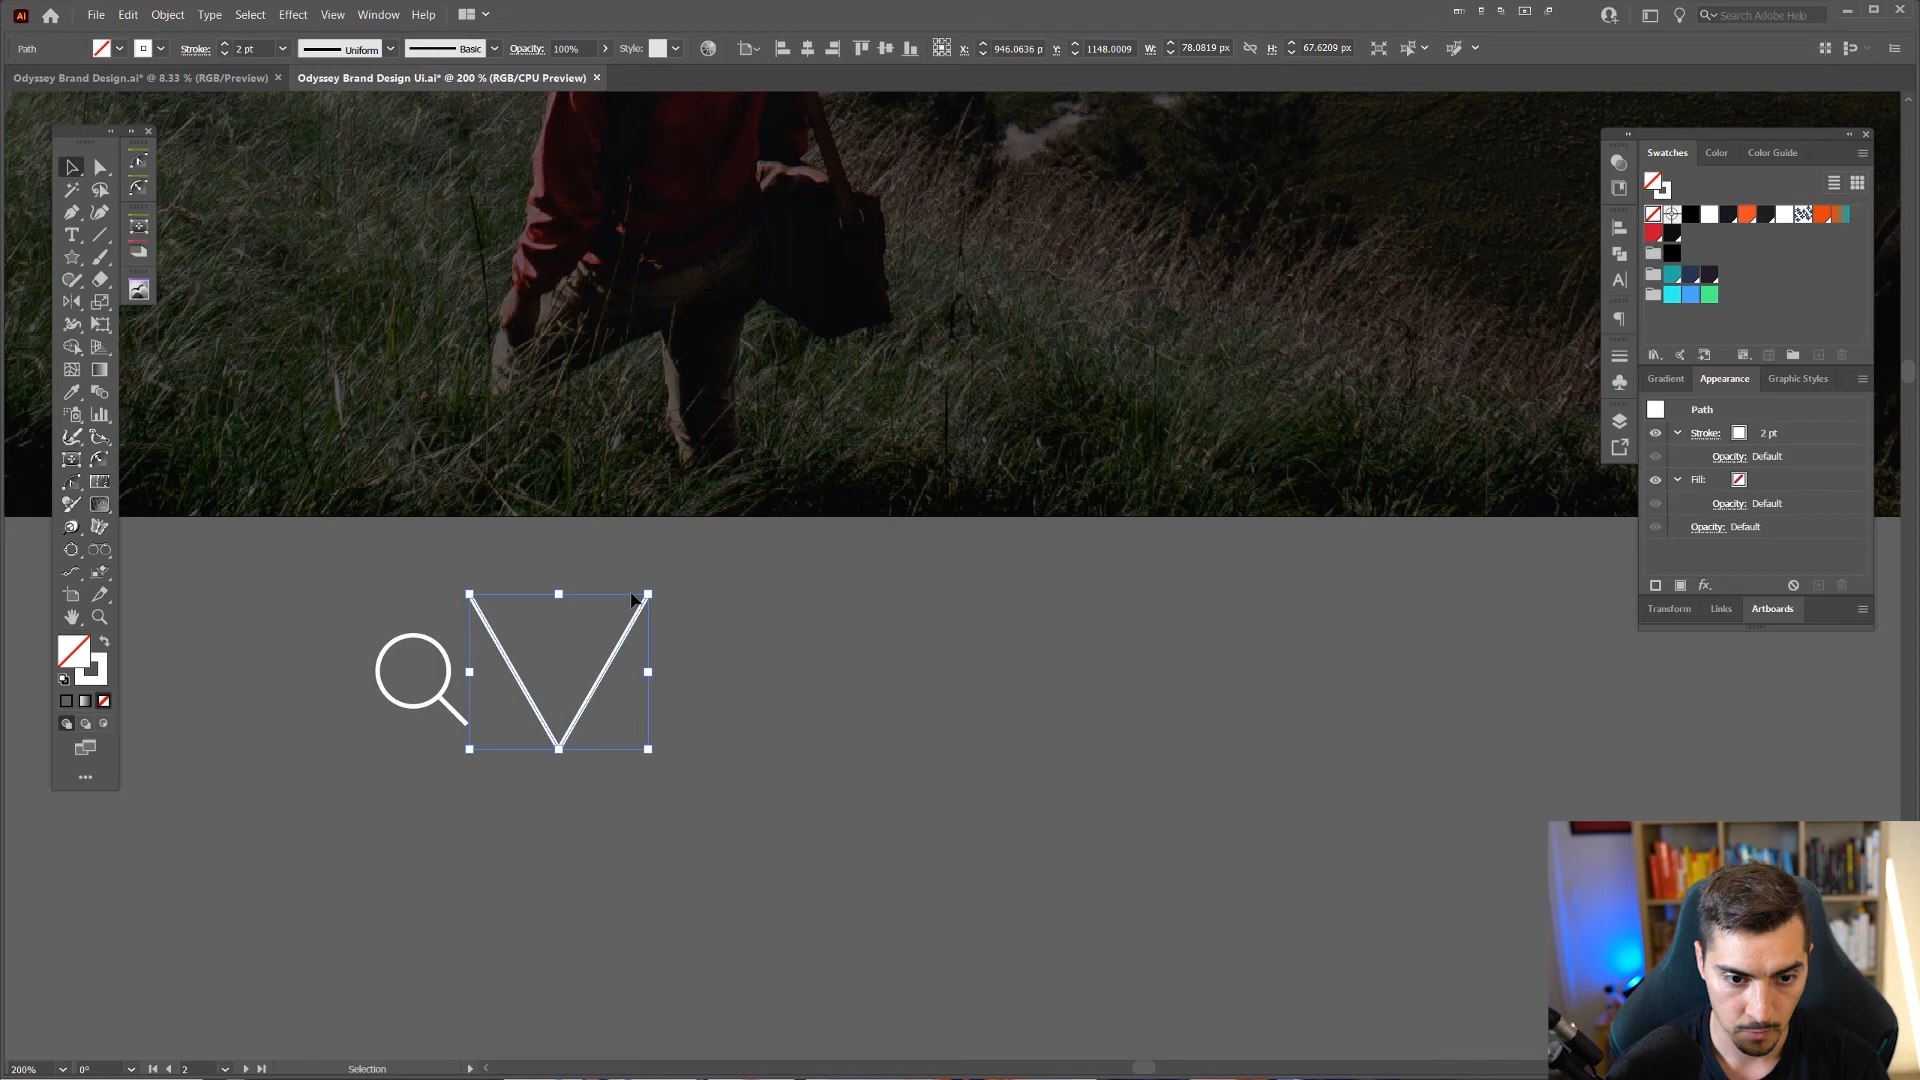 Ai File Edit Object Type Select Effect View Window Help Search Adobe Help
Path Stroke: 2 pt Uniform Basic Opacity: 100% Style: X: 946.0636 p Y: 1148.0009 W: 78.0819 px H: 67.6209 px
Odyssey Brand Design.ai* @ 8.33 % (RGB/Preview) × Odyssey Brand Design Ui.ai* @ 200 % (RGB/CPU Preview) ×
Swatches Color Color Guide
Gradient Appearance Graphic Styles
Path
Stroke: 2 pt
Opacity: Default
Fill:
Opacity: Default
Opacity: Default
fx.
Transform Links Artboards
200% 0° 2 Selection